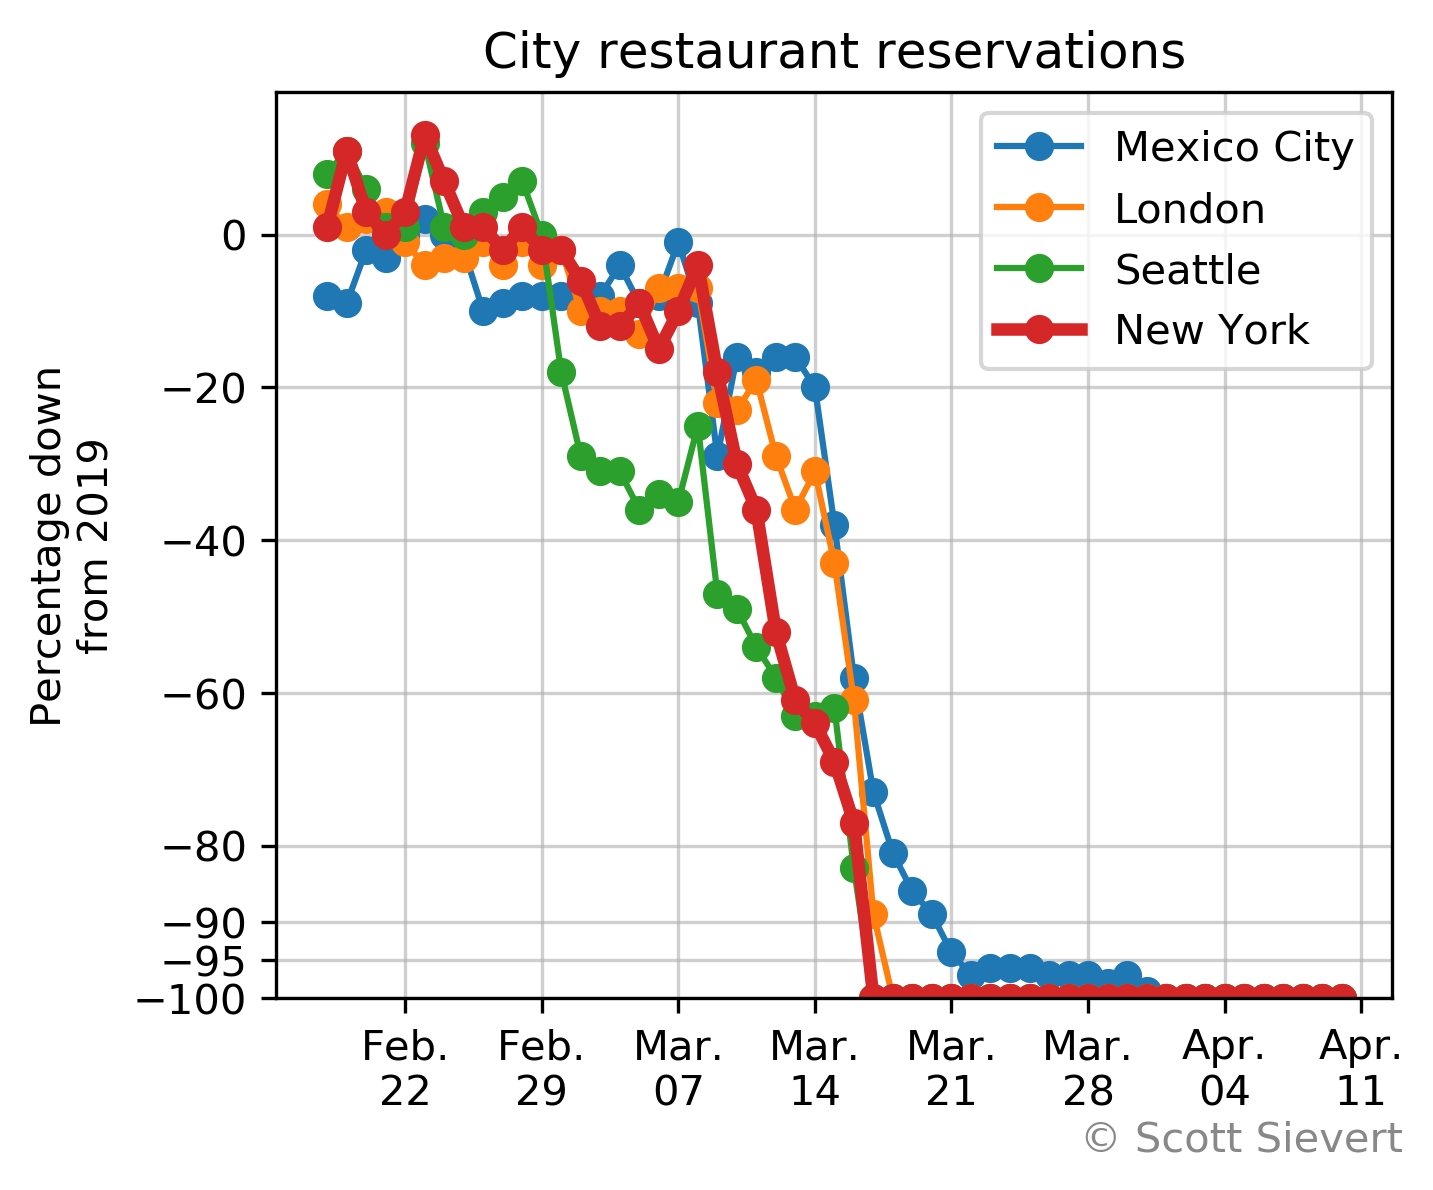 City restaurant reservations
Mexico City
London
Seattle
New York
Percentage down
from 2019
0
−20
−40
−60
−80
−90
−95
−100
Feb. 22
Feb. 29
Mar. 07
Mar. 14
Mar. 21
Mar. 28
Apr. 04
Apr. 11
© Scott Sievert